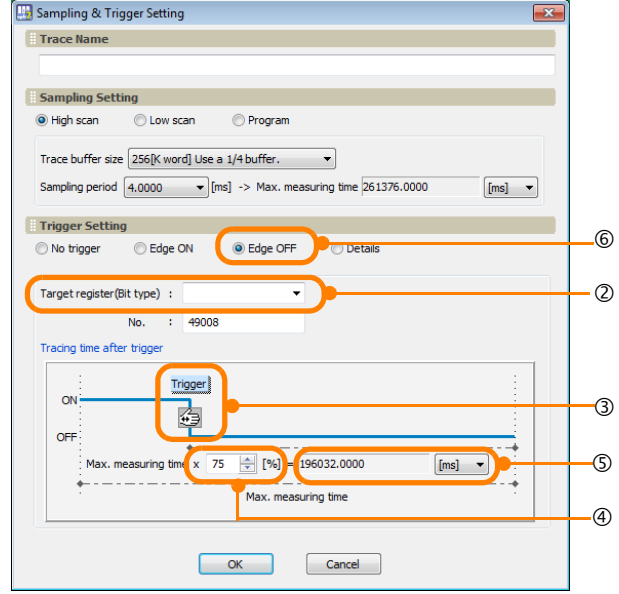 Sampling & Trigger Setting
Trace Name
Sampling Setting
High scan Low scan Program
Trace buffer size 256[K word] Use a 1/4 buffer.
Sampling period 4.0000 [ms] -> Max. measuring time 261376.0000 [ms]
Trigger Setting
No trigger Edge ON Edge OFF Details ⑥
Target register(Bit type) : ②
No. : 49008
Tracing time after trigger
Trigger
ON ③
OFF
Max. measuring time x 75 [%] = 196032.0000 [ms] ⑤
Max. measuring time
④
OK Cancel